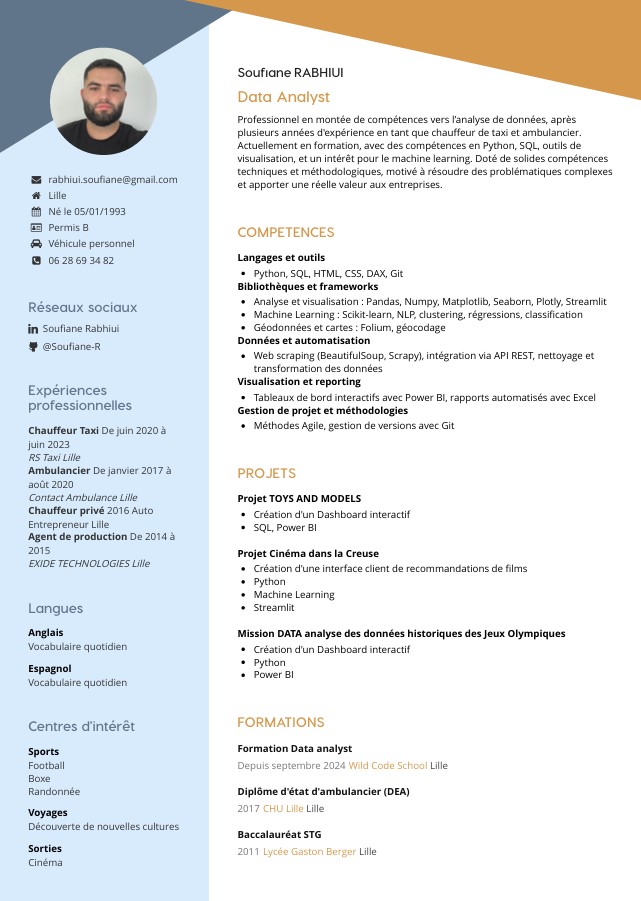 rabhiui.soufiane@gmail.com
Lille
Né le 05/01/1993
Permis B
Véhicule personnel
06 28 69 34 82
Réseaux sociaux
Soufiane Rabhiui
@Soufiane-R
Expériences
professionnelles
Chauffeur Taxi De juin 2020 à
juin 2023
RS Taxi Lille
Ambulancier De janvier 2017 à
août 2020
Contact Ambulance Lille
Chauffeur privé 2016 Auto
Entrepreneur Lille
Agent de production De 2014 à
2015
EXIDE TECHNOLOGIES Lille
Langues
Anglais
Vocabulaire quotidien
Espagnol
Vocabulaire quotidien
Centres d'intérêt
Sports
Football
Boxe
Randonnée
Voyages
Découverte de nouvelles cultures
Sorties
Cinéma
Soufiane RABHIUI
Data Analyst
Professionnel en montée de compétences vers l'analyse de données, après
plusieurs années d'expérience en tant que chauffeur de taxi et ambulancier.
Actuellement en formation, avec des compétences en Python, SQL, outils de
visualisation, et un intérêt pour le machine learning. Doté de solides compétences
techniques et méthodologiques, motivé à résoudre des problématiques complexes
et apporter une réelle valeur aux entreprises.
COMPETENCES
Langages et outils
• Python, SQL, HTML, CSS, DAX, Git
Bibliothèques et frameworks
• Analyse et visualisation : Pandas, Numpy, Matplotlib, Seaborn, Plotly, Streamlit
• Machine Learning : Scikit-learn, NLP, clustering, régressions, classification
• Géodonnées et cartes : Folium, géocodage
Données et automatisation
• Web scraping (BeautifulSoup, Scrapy), intégration via API REST, nettoyage et
transformation des données
Visualisation et reporting
• Tableaux de bord interactifs avec Power BI, rapports automatisés avec Excel
Gestion de projet et méthodologies
• Méthodes Agile, gestion de versions avec Git
PROJETS
Projet TOYS AND MODELS
• Création d'un Dashboard interactif
• SQL, Power BI
Projet Cinéma dans la Creuse
• Création d'une interface client de recommandations de films
• Python
• Machine Learning
• Streamlit
Mission DATA analyse des données historiques des Jeux Olympiques
• Création d'un Dashboard interactif
• Python
• Power BI
FORMATIONS
Formation Data analyst
Depuis septembre 2024 Wild Code School Lille
Diplôme d'état d'ambulancier (DEA)
2017 CHU Lille Lille
Baccalauréat STG
2011 Lycée Gaston Berger Lille